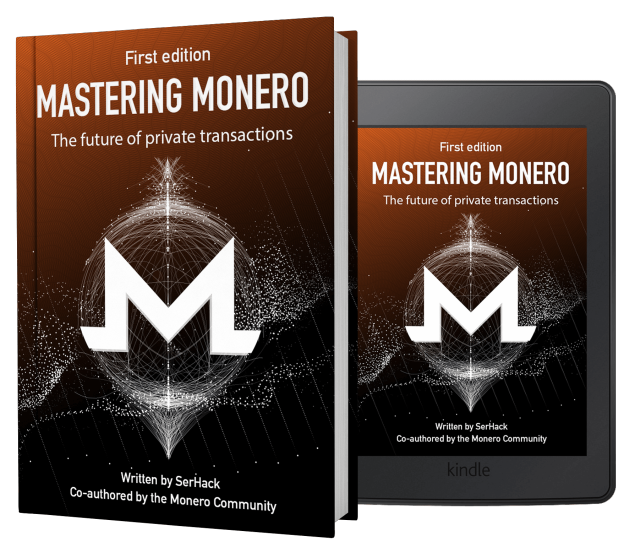 First edition
MASTERING MONERO
The future of private transactions
Written by SerHack
Co-authored by the Monero Community
First edition
MASTERING MONERO
The future of private transactions
Written by SerHack
Co-authored by the Monero Community
kindle